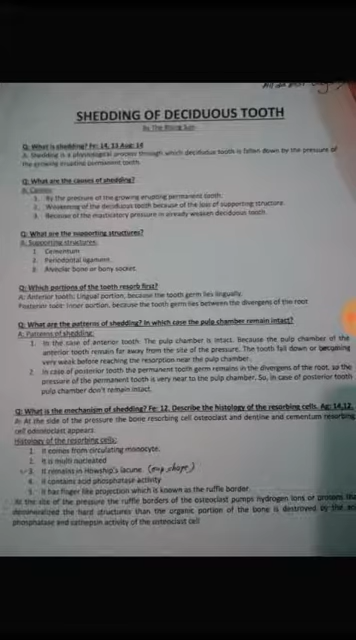 SHEDDING OF DECIDUOUS TOOTH
By The Rising Sun
Q: What is shedding? Fe: 14, 13 Aug: 14
A: Shedding is a physiological process through which deciduous tooth is fallen down by the pressure of
the growing erupted permanent tooth.
Q: What are the causes of shedding?
A: Causes:
1. By the pressure of the growing erupting permanent tooth.
2. Weakening of the deciduous tooth because of the loss of supporting structure.
3. Because of the masticatory pressure in already weaken deciduous tooth.
Q: What are the supporting structures?
A: Supporting structures:
1. Cementum
2. Periodontal ligament
3. Alveolar bone or bony socket.
Q: Which portions of the tooth resorb first?
A: Anterior tooth: Lingual portion, because the tooth germ lies lingually.
Posterior tooth: Inner portion, because the tooth germ lies between the divergens of the root
Q: What are the patterns of shedding? In which case the pulp chamber remain intact?
A: Patterns of shedding:
1. In the case of anterior tooth: The pulp chamber is intact. Because the pulp chamber of the
anterior tooth remain far away from the site of the pressure. The tooth fall down or becoming
very weak before reaching the resorption near the pulp chamber.
2. In case of posterior tooth the permanent tooth germ remains in the divergens of the root, so the
pressure of the permanent tooth is very near to the pulp chamber. So, in case of posterior tooth
pulp chamber don't remain intact.
Q: What is the mechanism of shedding? Fe: 12. Describe the histology of the resorbing cells. Ag: 14,12,
A: At the side of the pressure the bone resorbing cell osteoclast and dentine and cementum resorbing
cell odontoclast appears.
Histology of the resorbing cells:
1. It comes from circulating monocyte.
2. It is multi nucleated
3. It remains in Howship's lacune. (cup shape)
4. It contains acid phosphatase activity
5. It has finger like projection which is known as the ruffle border.
At the site of the pressure the ruffle borders of the osteoclast pumps hydrogen ions or protons
demineralized the hard structures than the organic portion of the bone is destroyed by the
phosphatase and cathepsin activity of the osteoclast cell